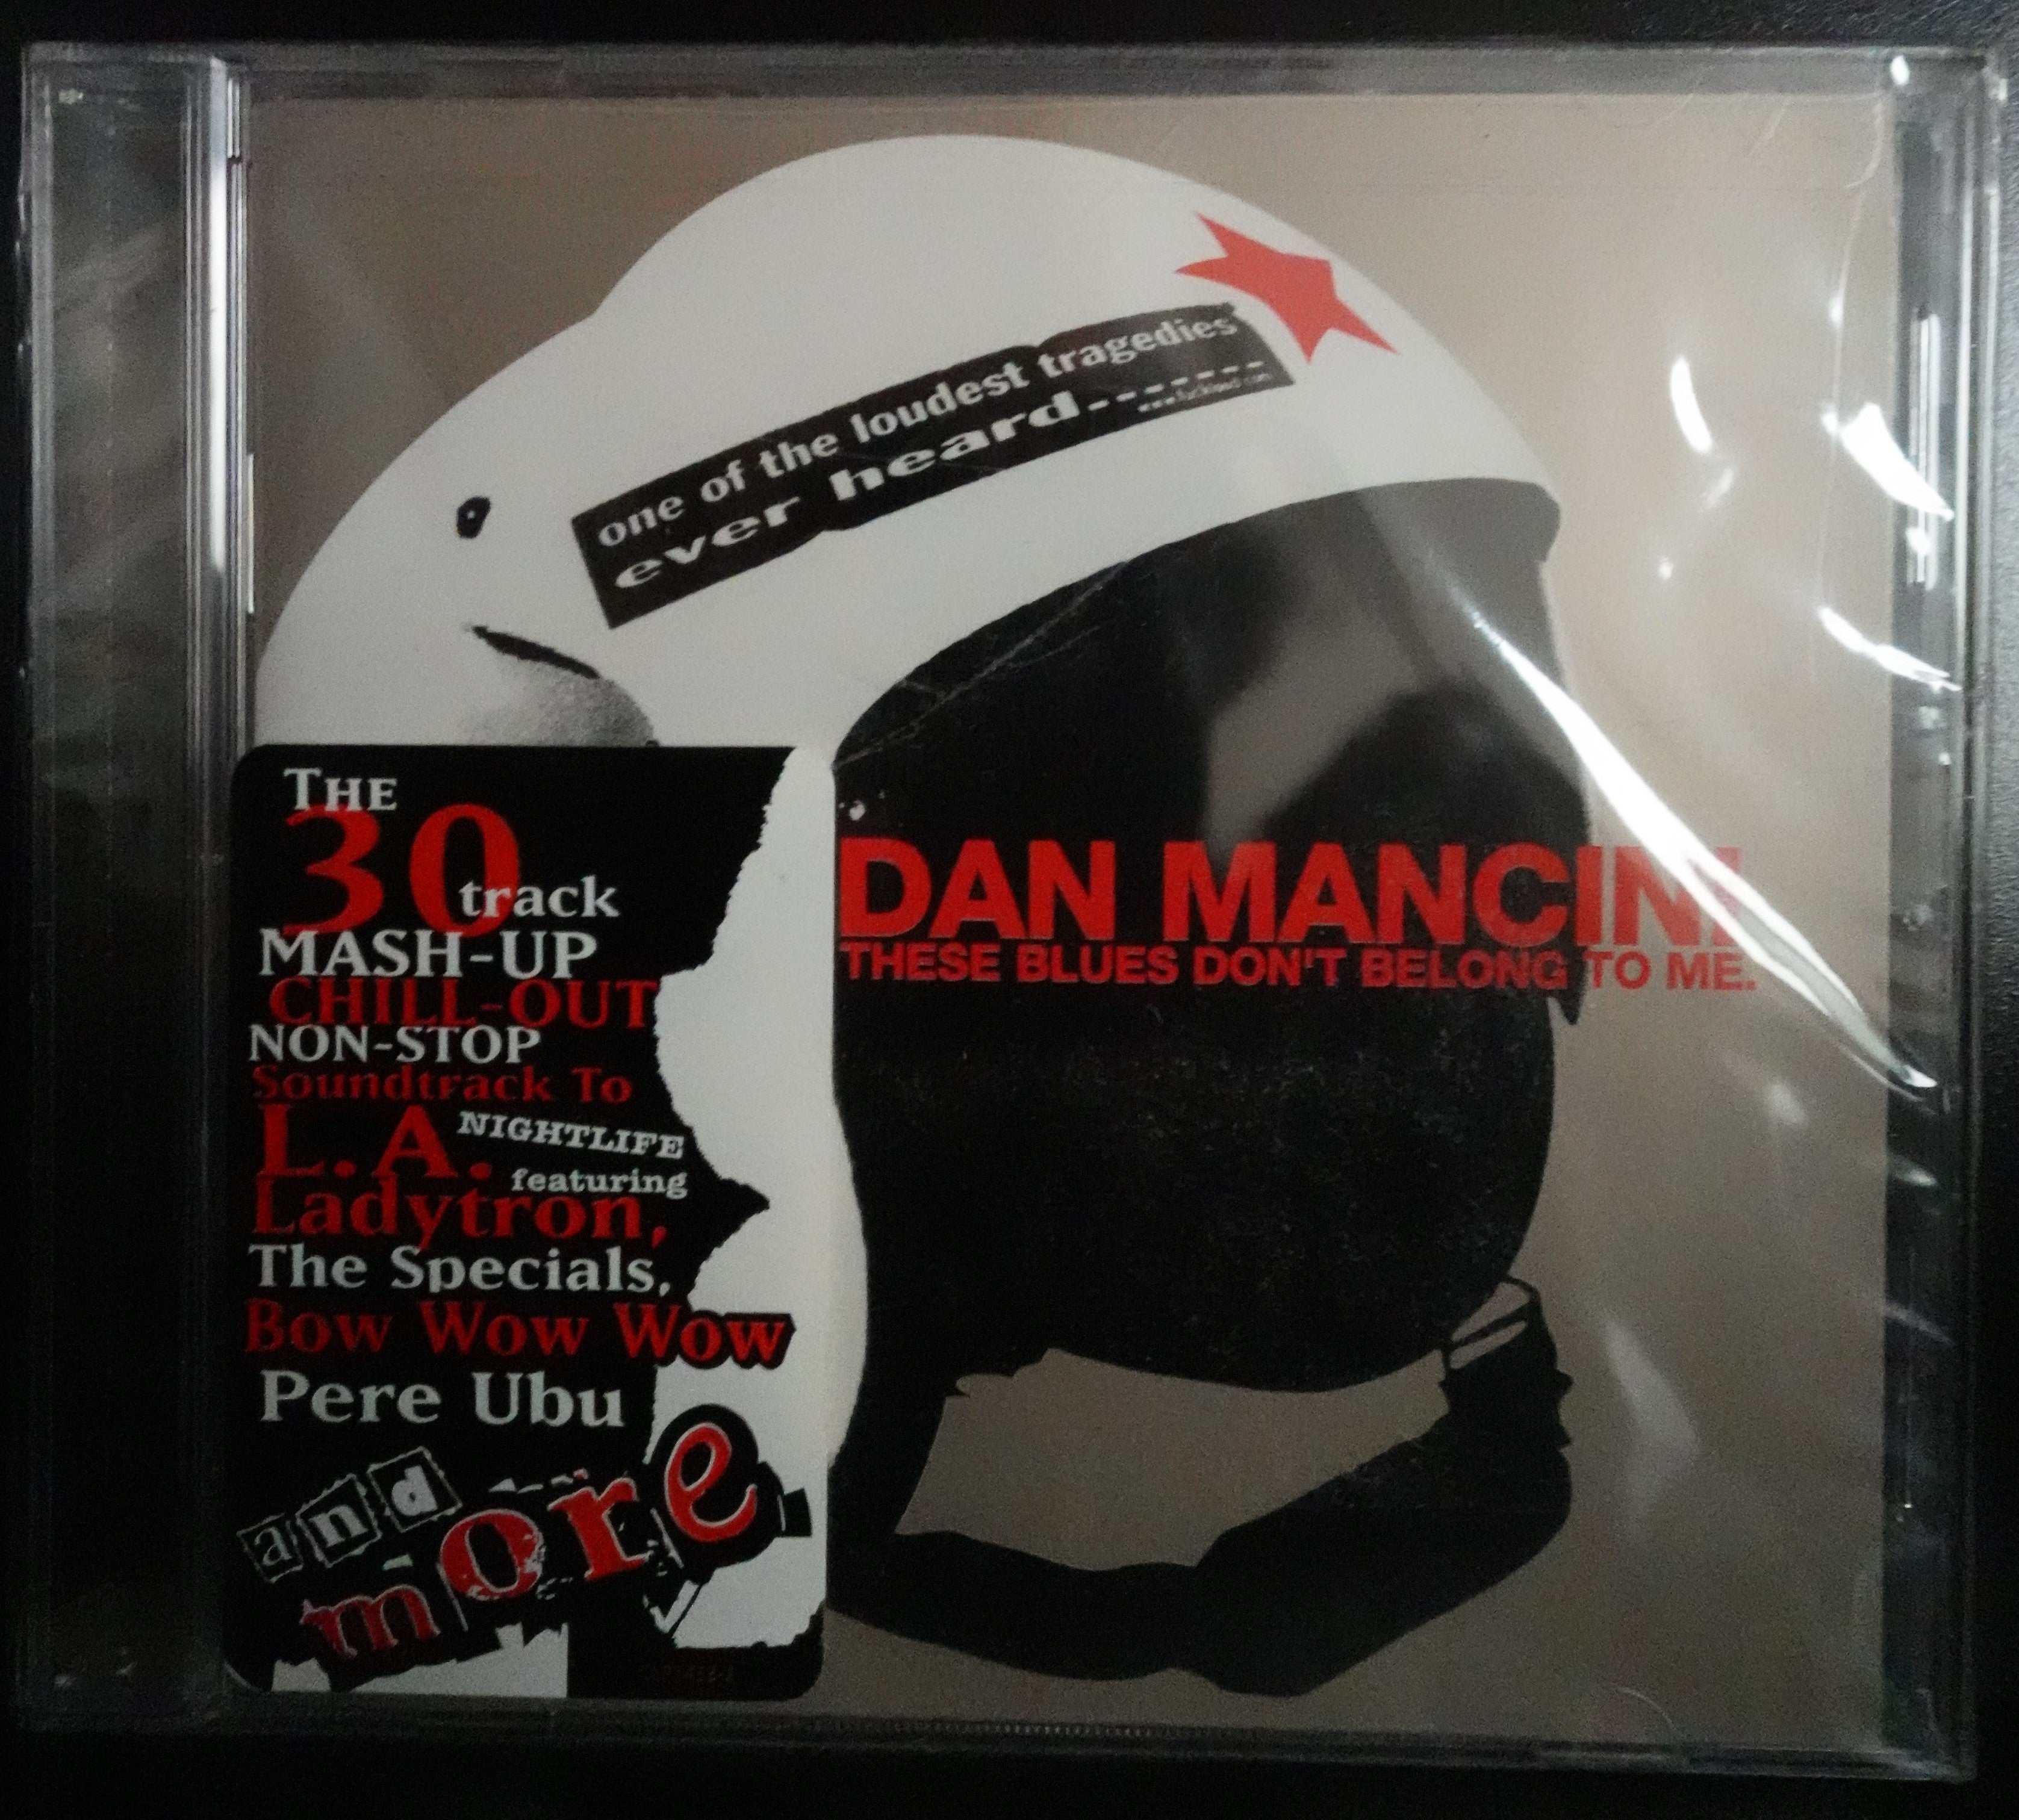 one of the loudest tragedies
ever heard--------
DAN MANCINI
THESE BLUES DON'T BELONG TO ME.
THE
30
track
MASH-UP
CHILL-OUT
NON-STOP
Soundtrack To
L.A. NIGHTLIFE
featuring
Ladytron,
The Specials,
Bow Wow Wow
Pere Ubu
and
more